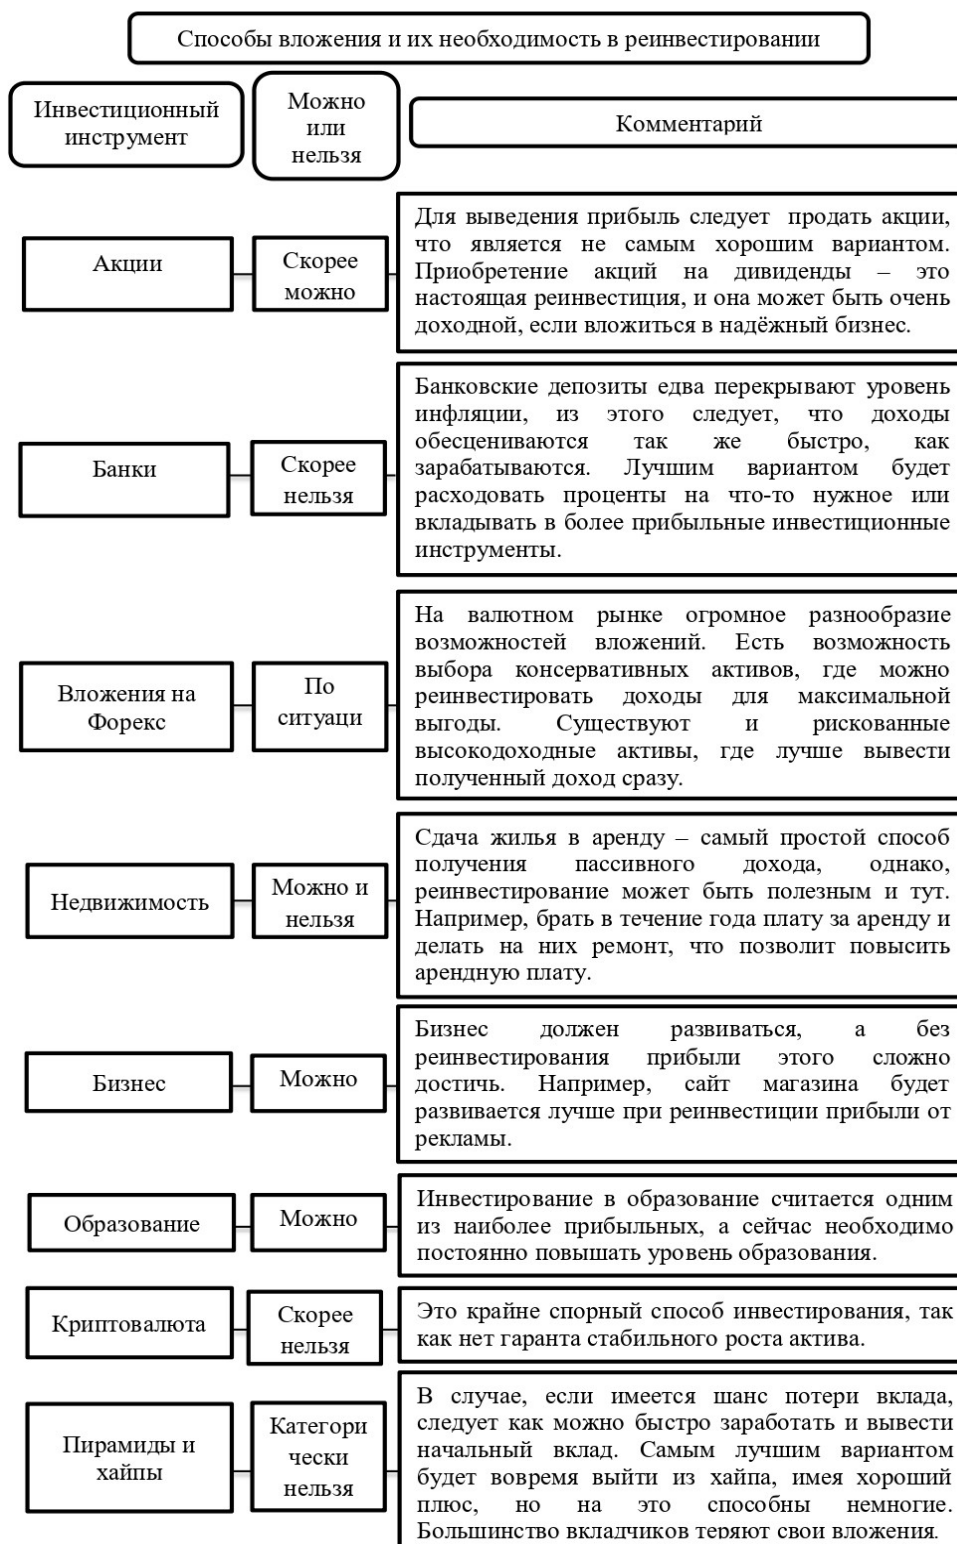 Способы вложения и их необходимость в реинвестировании
Инвестиционный
инструмент
Можно
или
нельзя
Комментарий
Акции
Скорее
можно
Для выведения прибыль следует продать акции,
что является не самым хорошим вариантом.
Приобретение акций на дивиденды – это
настоящая реинвестиция, и она может быть очень
доходной, если вложиться в надёжный бизнес.
Банки
Скорее
нельзя
Банковские депозиты едва перекрывают уровень
инфляции, из этого следует, что доходы
обесцениваются так же быстро, как
зарабатываются. Лучшим вариантом будет
расходовать проценты на что-то нужное или
вкладывать в более прибыльные инвестиционные
инструменты.
Вложения на
Форекс
По
ситуаци
На валютном рынке огромное разнообразие
возможностей вложений. Есть возможность
выбора консервативных активов, где можно
реинвестировать доходы для максимальной
выгоды. Существуют и рискованные
высокодоходные активы, где лучше вывести
полученный доход сразу.
Недвижимость
Можно и
нельзя
Сдача жилья в аренду – самый простой способ
получения пассивного дохода, однако,
реинвестирование может быть полезным и тут.
Например, брать в течение года плату за аренду и
делать на них ремонт, что позволит повысить
арендную плату.
Бизнес
Можно
Бизнес должен развиваться, а без
реинвестирования прибыли этого сложно
достичь. Например, сайт магазина будет
развивается лучше при реинвестиции прибыли от
рекламы.
Образование
Можно
Инвестирование в образование считается одним
из наиболее прибыльных, а сейчас необходимо
постоянно повышать уровень образования.
Криптовалюта
Скорее
нельзя
Это крайне спорный способ инвестирования, так
как нет гаранта стабильного роста актива.
Пирамиды и
хайпы
Категори
чески
нельзя
В случае, если имеется шанс потери вклада,
следует как можно быстро заработать и вывести
начальный вклад. Самым лучшим вариантом
будет вовремя выйти из хайпа, имея хороший
плюс, но на это способны немногие.
Большинство вкладчиков теряют свои вложения.